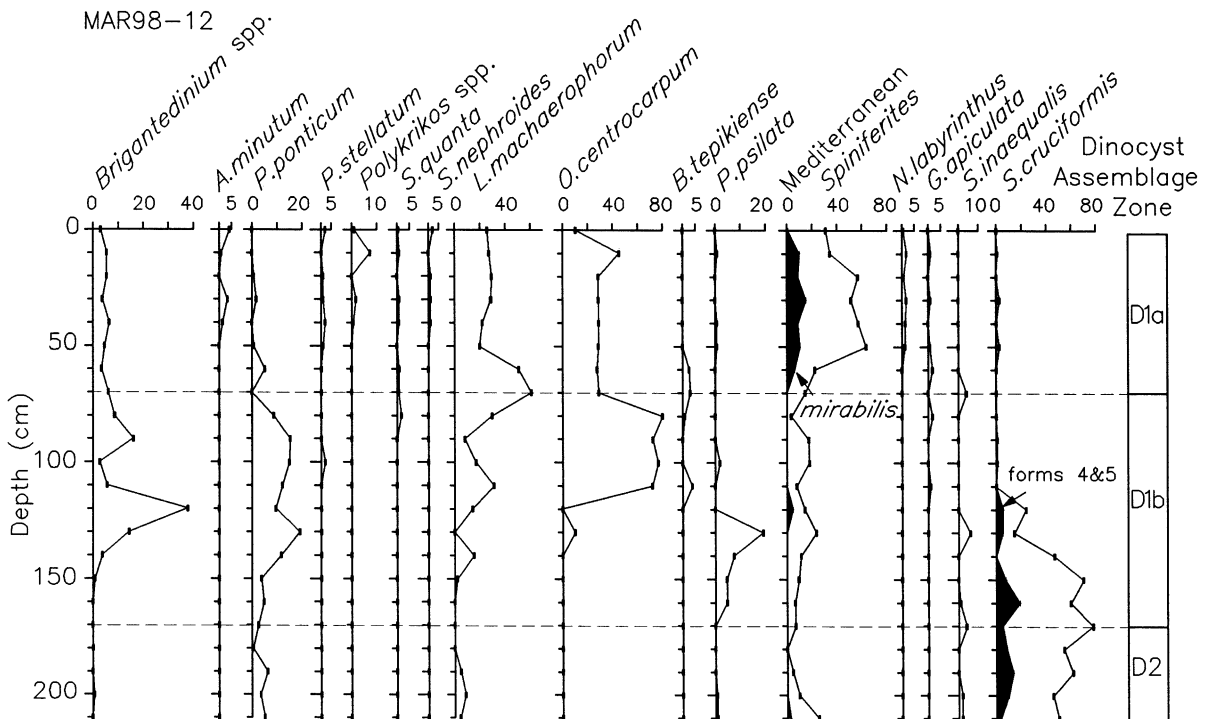 MAR98-12
Brigantedinium spp.
A.minutum
P.ponticum
P.stellatum
Polykrikos spp.
S.quanta
S.nephroides
L.machaerophorum
O.centrocarpum
B.tepikiense
P.psilata
Mediterranean
Spiniferites
N.labyrinthus
G.apiculata
S.inaequalis
S.cruciformis
Dinocyst
Assemblage
Zone
0 20 40 5 0 20 5 10 5 5 0 40 0 80 5 0 20 0 40 80 5 5 10 0 40 80
0
50
100
150
200
Depth (cm)
mirabilis
forms 4&5
D1a
D1b
D2